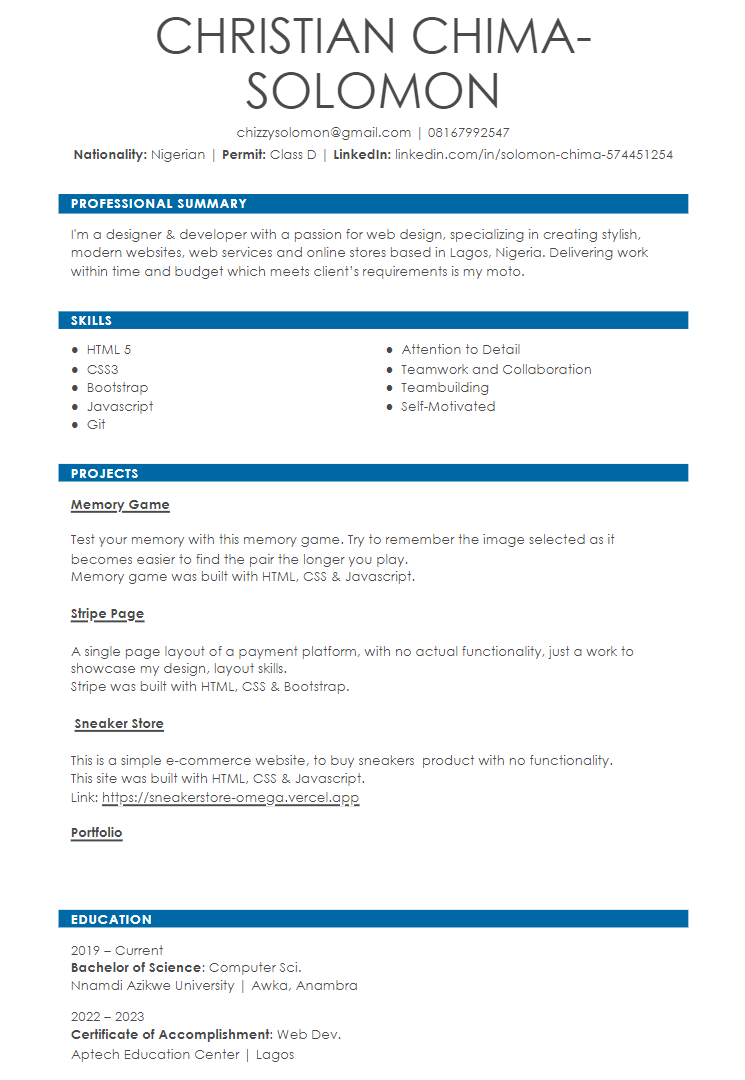 CHRISTIAN CHIMA-
SOLOMON
chizzysolomon@gmail.com | 08167992547
Nationality: Nigerian | Permit: Class D | LinkedIn: linkedin.com/in/solomon-chima-574451254
PROFESSIONAL SUMMARY
I'm a designer & developer with a passion for web design, specializing in creating stylish,
modern websites, web services and online stores based in Lagos, Nigeria. Delivering work
within time and budget which meets client's requirements is my moto.
SKILLS
● HTML 5
● CSS3
● Bootstrap
● Javascript
● Git
● Attention to Detail
● Teamwork and Collaboration
● Teambuilding
● Self-Motivated
PROJECTS
Memory Game
Test your memory with this memory game. Try to remember the image selected as it
becomes easier to find the pair the longer you play.
Memory game was built with HTML, CSS & Javascript.
Stripe Page
A single page layout of a payment platform, with no actual functionality, just a work to
showcase my design, layout skills.
Stripe was built with HTML, CSS & Bootstrap.
Sneaker Store
This is a simple e-commerce website, to buy sneakers product with no functionality.
This site was built with HTML, CSS & Javascript.
Link: https://sneakerstore-omega.vercel.app
Portfolio
EDUCATION
2019 – Current
Bachelor of Science: Computer Sci.
Nnamdi Azikwe University | Awka, Anambra
2022 – 2023
Certificate of Accomplishment: Web Dev.
Aptech Education Center | Lagos